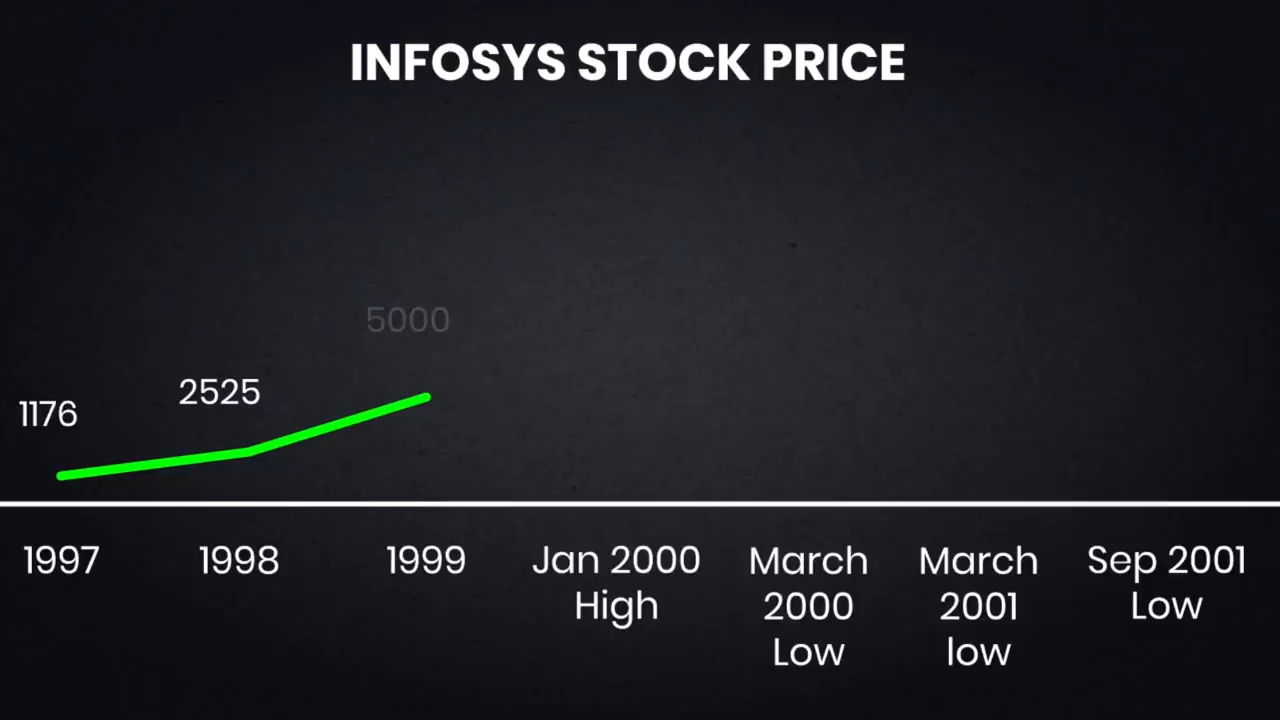 INFOSYS STOCK PRICE
5000
2525
1176
1997
1998
1999
Jan 2000
High
March
2000
Low
March
2001
low
Sep 2001
Low